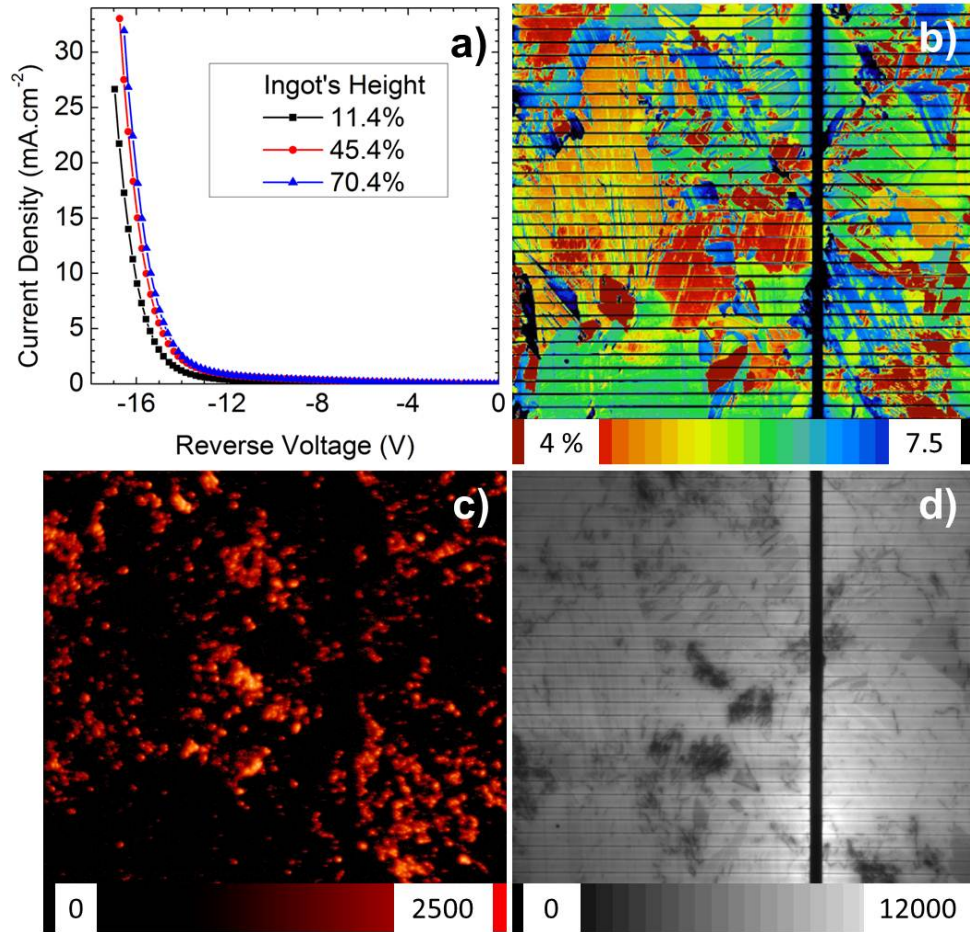 a)
30
25
20
15
10
5
0
Current Density (mA.cm-2)
Ingot's Height
11.4%
45.4%
70.4%
-16 -12 -8 -4 0
Reverse Voltage (V)
b)
4 % 7.5
c)
0 2500
d)
0 12000